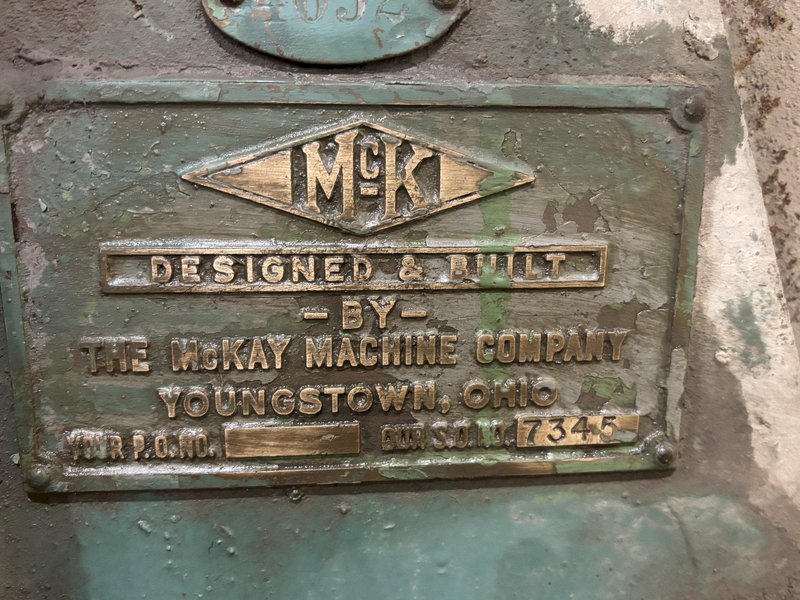 McK
DESIGNED & BUILT
-BY-
THE McKAY MACHINE COMPANY
YOUNGSTOWN, OHIO
YOUR P.O. NO. OUR S.O. NO. 7345